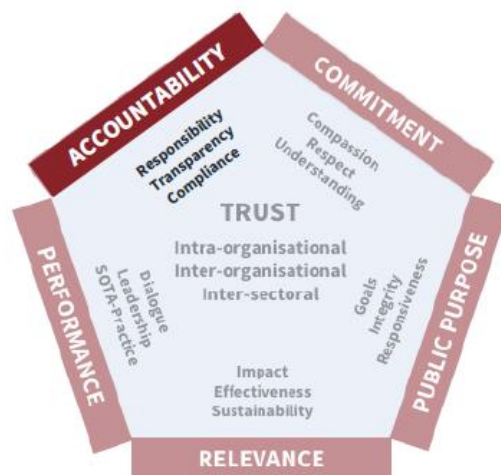 ACCOUNTABILITY
Responsibility
Transparency
Compliance
COMMITMENT
Compassion
Respect
Understanding
TRUST
Intra-organisational
Inter-organisational
Inter-sectoral
PERFORMANCE
Dialogue
Leadership
SOTA-Practice
Goals
Integrity
Responsiveness
PUBLIC PURPOSE
Impact
Effectiveness
Sustainability
RELEVANCE